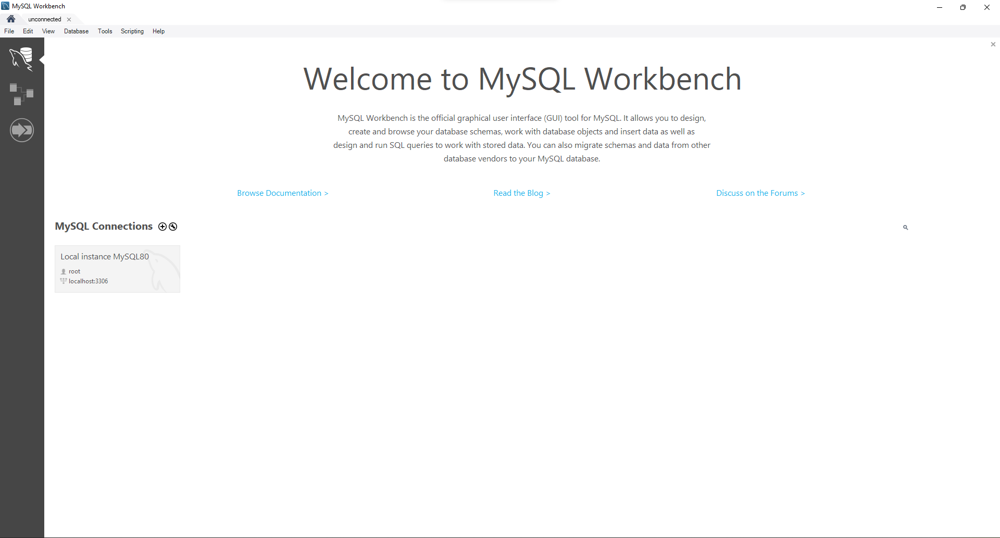 MySQL Workbench
unconnected
File Edit View Database Tools Scripting Help
Welcome to MySQL Workbench
MySQL Workbench is the official graphical user interface (GUI) tool for MySQL. It allows you to design,
create and browse your database schemas, work with database objects and insert data as well as
design and run SQL queries to work with stored data. You can also migrate schemas and data from other
database vendors to your MySQL database.
Browse Documentation > Read the Blog > Discuss on the Forums >
MySQL Connections
Local instance MySQL80
root
localhost:3306